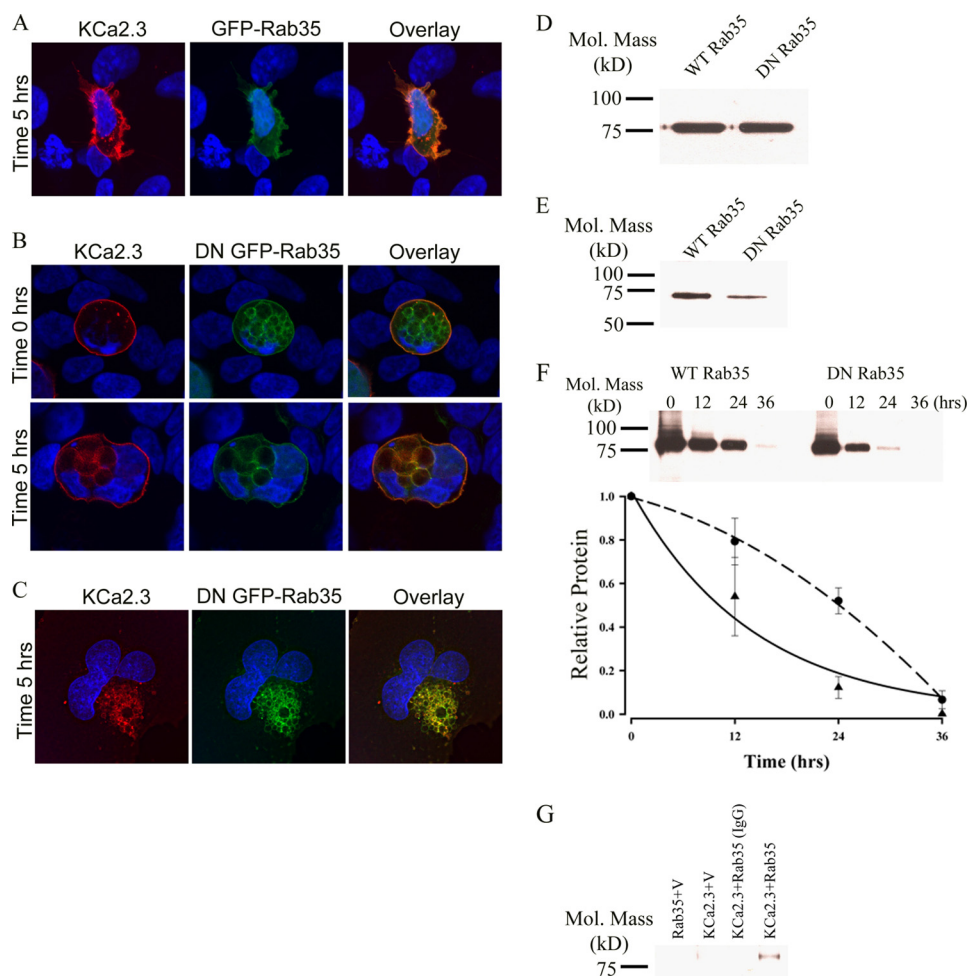 A
KCa2.3 GFP-Rab35 Overlay
Time 5 hrs
B
KCa2.3 DN GFP-Rab35 Overlay
Time 0 hrs
Time 5 hrs
C
KCa2.3 DN GFP-Rab35 Overlay
Time 5 hrs
D
Mol. Mass
(kD)
WT Rab35
DN Rab35
100
75
E
Mol. Mass
(kD)
WT Rab35
DN Rab35
100
75
50
F
WT Rab35 DN Rab35
Mol. Mass
(kD)
0 12 24 36 0 12 24 36 (hrs)
100
75
Relative Protein
1.0
0.8
0.6
0.4
0.2
0.0
0 12 24 36
Time (hrs)
G
Rab35+V
KCa2.3+V
KCa2.3+Rab35 (IgG)
KCa2.3+Rab35
Mol. Mass
(kD)
75